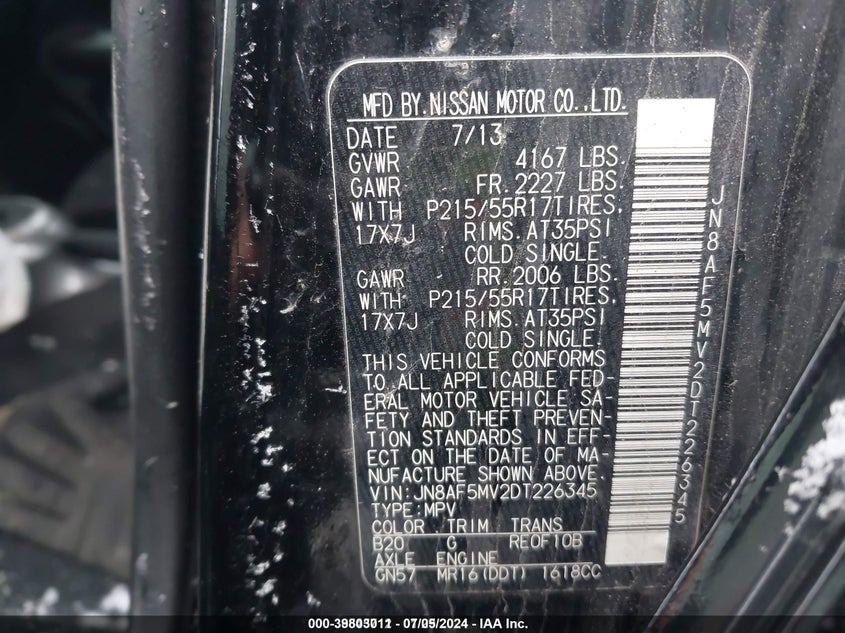 MFD BY. NISSAN MOTOR CO., LTD.
DATE 7/13
GVWR 4167 LBS.
GAWR FR. 2227 LBS.
WITH P215/55R17TIRES,
17X7J RIMS. AT35PSI
COLD SINGLE.
GAWR RR. 2006 LBS.
WITH P215/55R17TIRES,
17X7J RIMS. AT35PSI
COLD SINGLE.
THIS VEHICLE CONFORMS
TO ALL APPLICABLE FED-
ERAL MOTOR VEHICLE SA-
FETY AND THEFT PREVEN-
TION STANDARDS IN EFF-
ECT ON THE DATE OF MA-
NUFACTURE SHOWN ABOVE.
VIN:JN8AF5MV2DT226345
TYPE:MPV
COLOR TRIM TRANS
B20 G RE0F10B
AXLE ENGINE
GN57 MR16(DDT) 1618CC
JN8AF5MV2DT226345
IAA Inc.